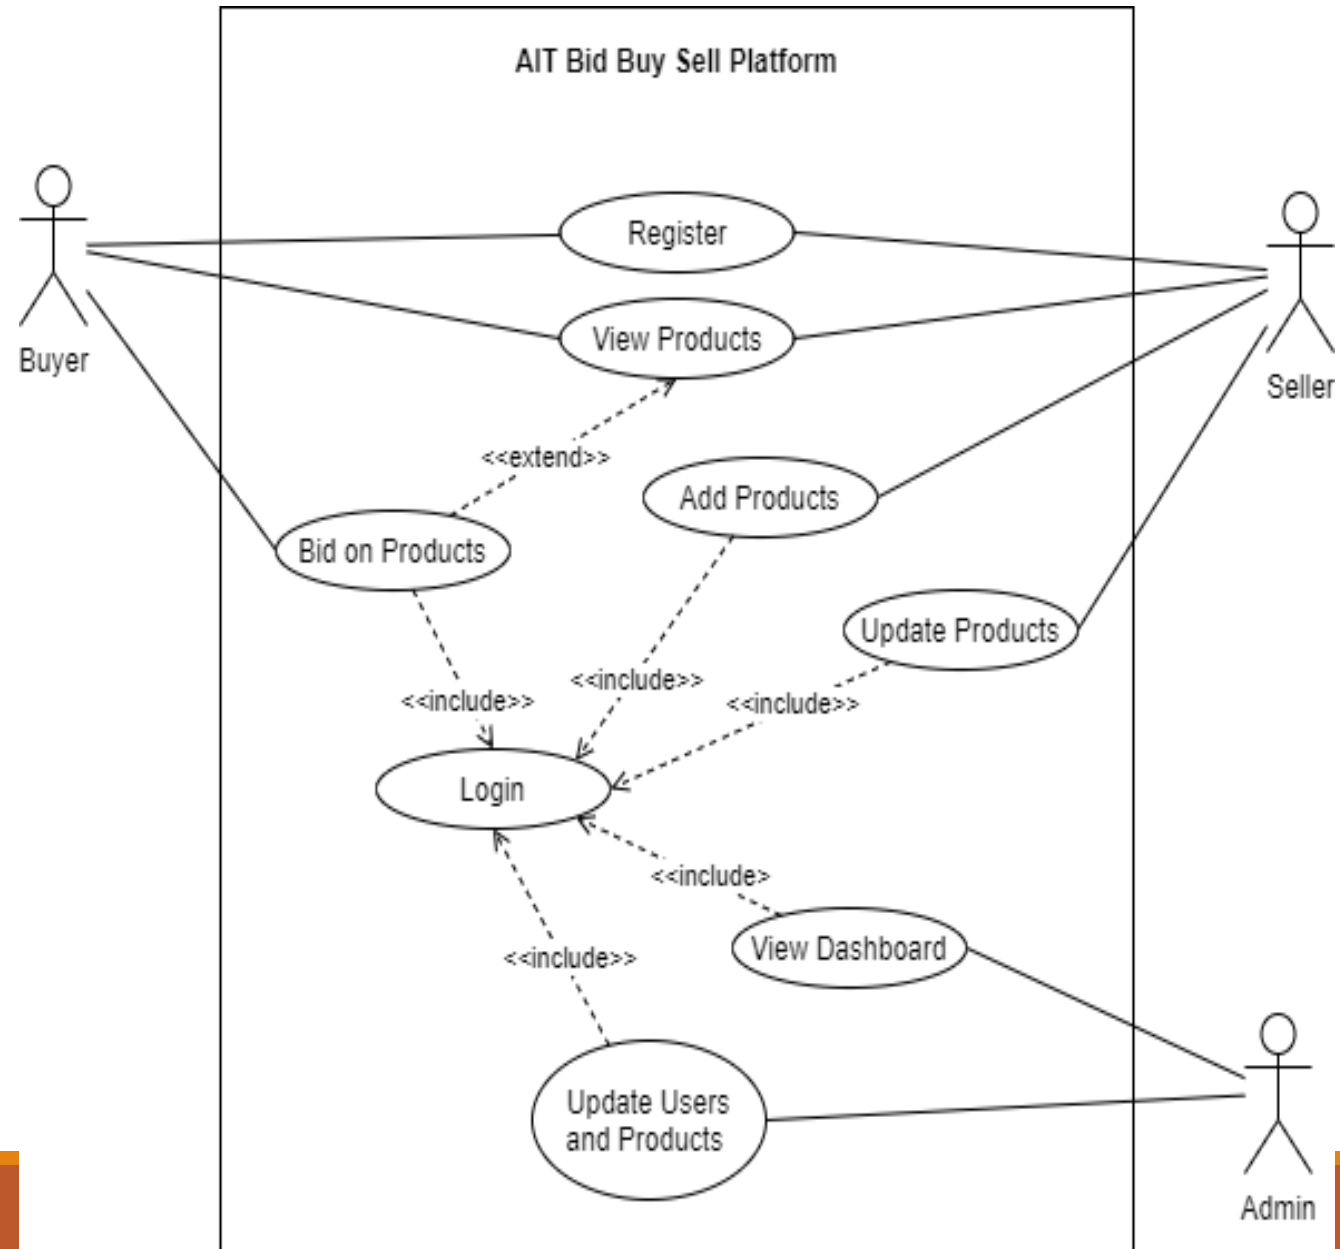 AIT Bid Buy Sell Platform
Register
View Products
Buyer
Seller
<<extend>>
Add Products
Bid on Products
Update Products
<<include>>
<<include>>
<<include>>
Login
<<include>
View Dashboard
<<include>>
Update Users
and Products
Admin